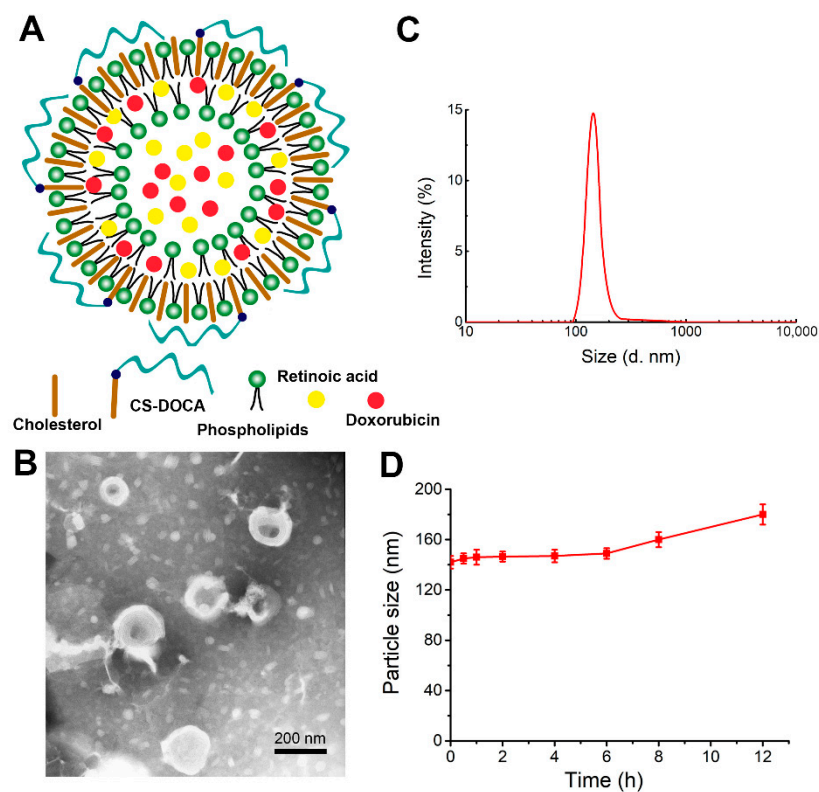 A
Cholesterol
CS-DOCA
Phospholipids
Retinoic acid
Doxorubicin
B
200 nm
C
Intensity (%)
15
10
5
0
10 100 1000 10,000
Size (d. nm)
D
Particle size (nm)
200
160
120
80
40
0
0 2 4 6 8 10 12
Time (h)